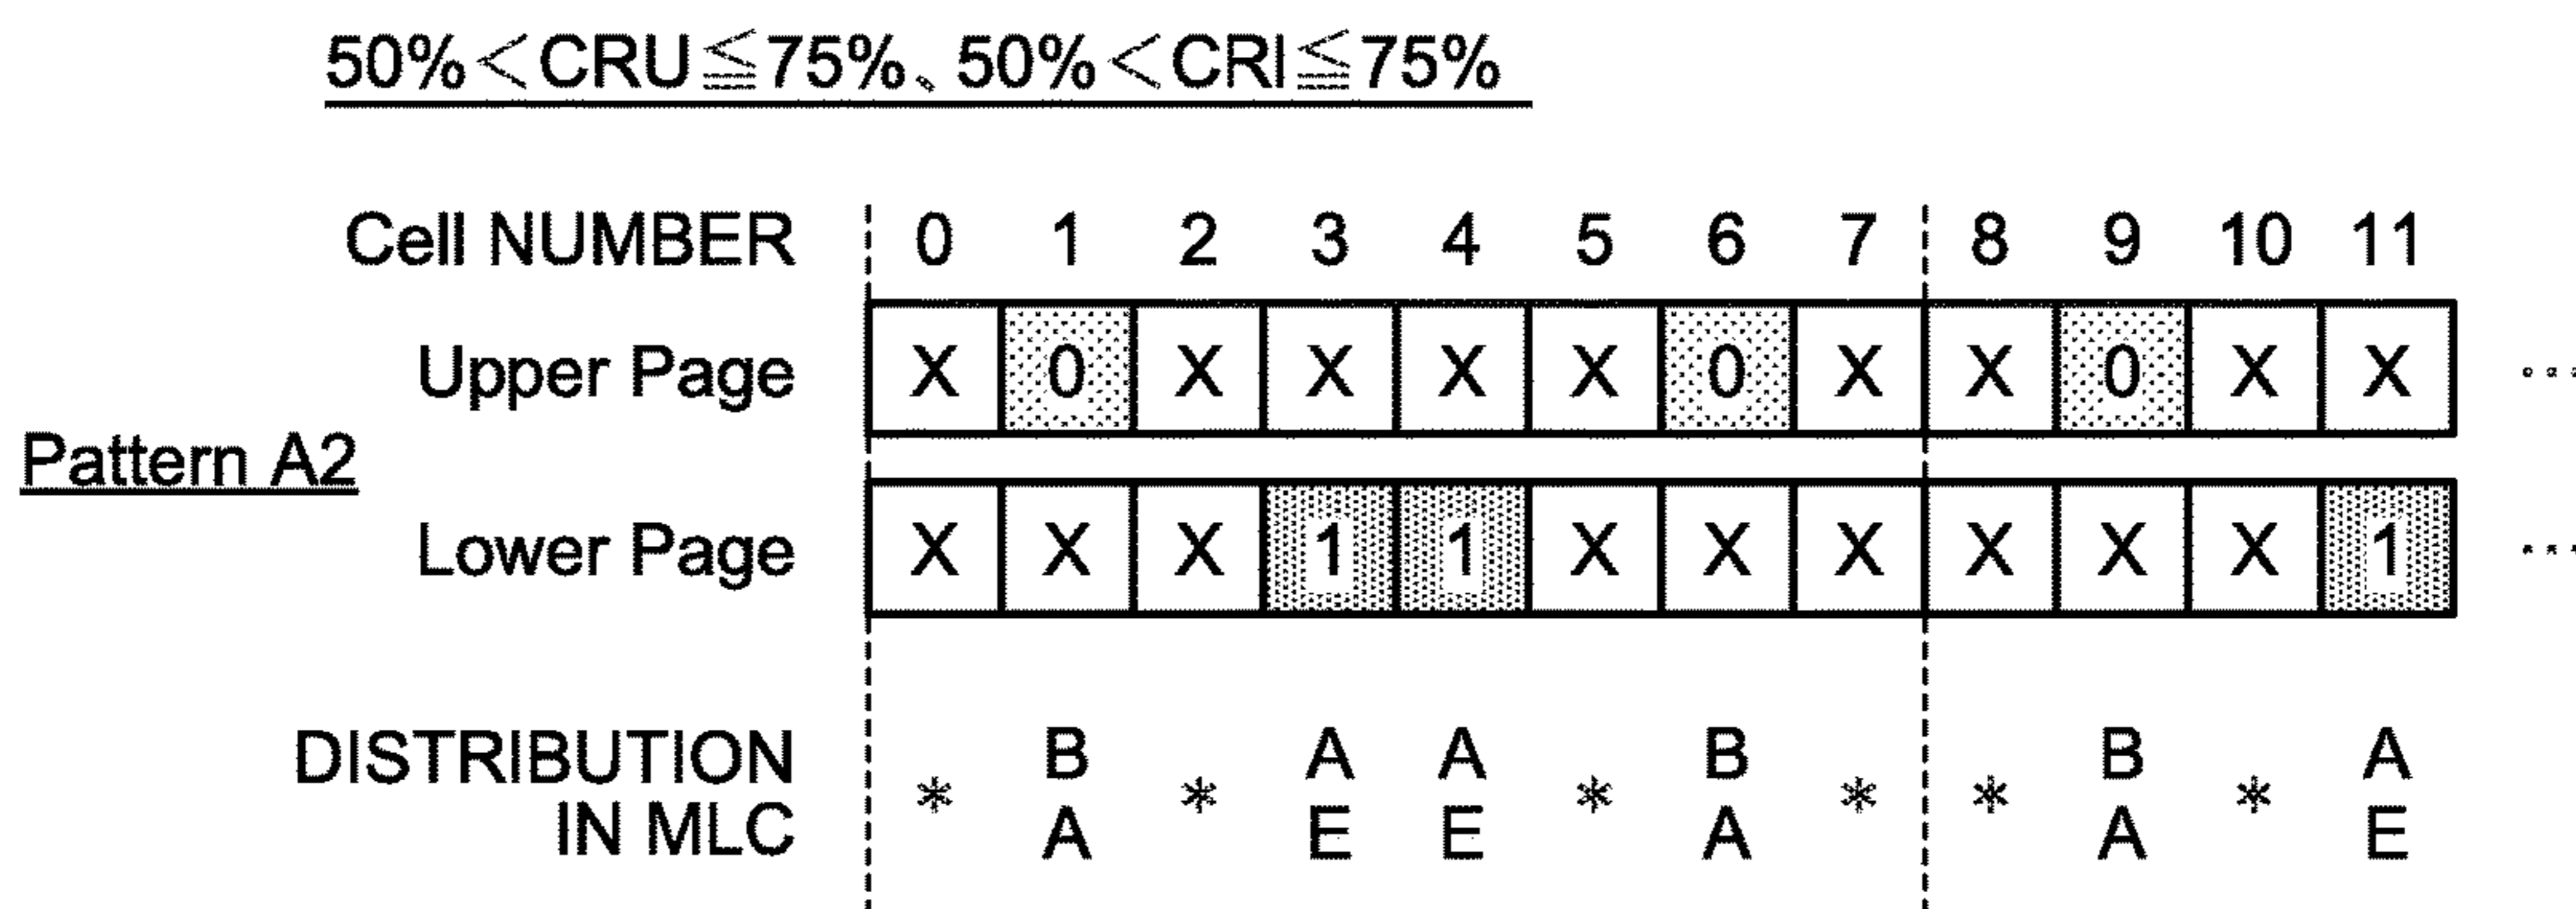 50%<CRU≦75%、50%<CRI≦75%
Cell NUMBER 0 1 2 3 4 5 6 7 8 9 10 11
Upper Page X 0 X X X X 0 X X 0 X X ...
Pattern A2
Lower Page X X X 1 1 X X X X X X 1 ...
DISTRIBUTION IN MLC
* B A * A E A E * B A * * B A * A E